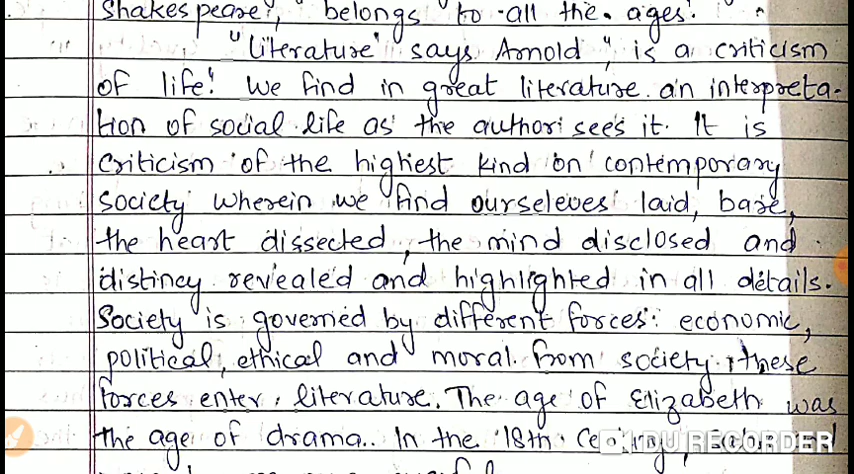 Shakespeare", "belongs to all the. ages."
"Literature" says Arnold", is a criticism
of life." We find in great literature. an interpreta-
tion of social life as the author sees it. It is
criticism of the highest kind on contemporary
society wherein we find ourseleves laid, bare,
the heart dissected, the mind disclosed and
distincy revealed and highlighted in all details.
Society is governed by different forces: economic,
political, ethical and moral. From society these
forces enter literature. The age of Elizabeth was
the age of drama. In the 18th
DU RECORDER